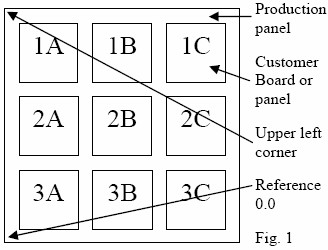 Production
panel
1A 1B 1C
Customer
Board or
panel
2A 2B 2C
Upper left
corner
3A 3B 3C
Reference
0.0
Fig. 1